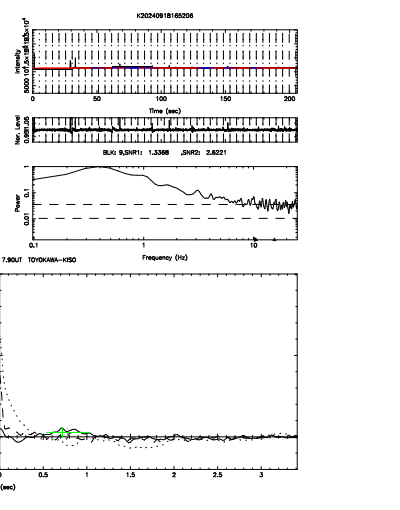 K20240918165206
Intensity
0 50 100 150 200
Time (sec)
Nor. Level
BLK: 9,SNR1: 1.3368 ,SNR2: 2.6221
Power
1
0.1
0.01
0.1 1 10
Frequency (Hz)
7.90UT TOYOKAWA-KISO
0.5 1 1.5 2 2.5 3
(sec)